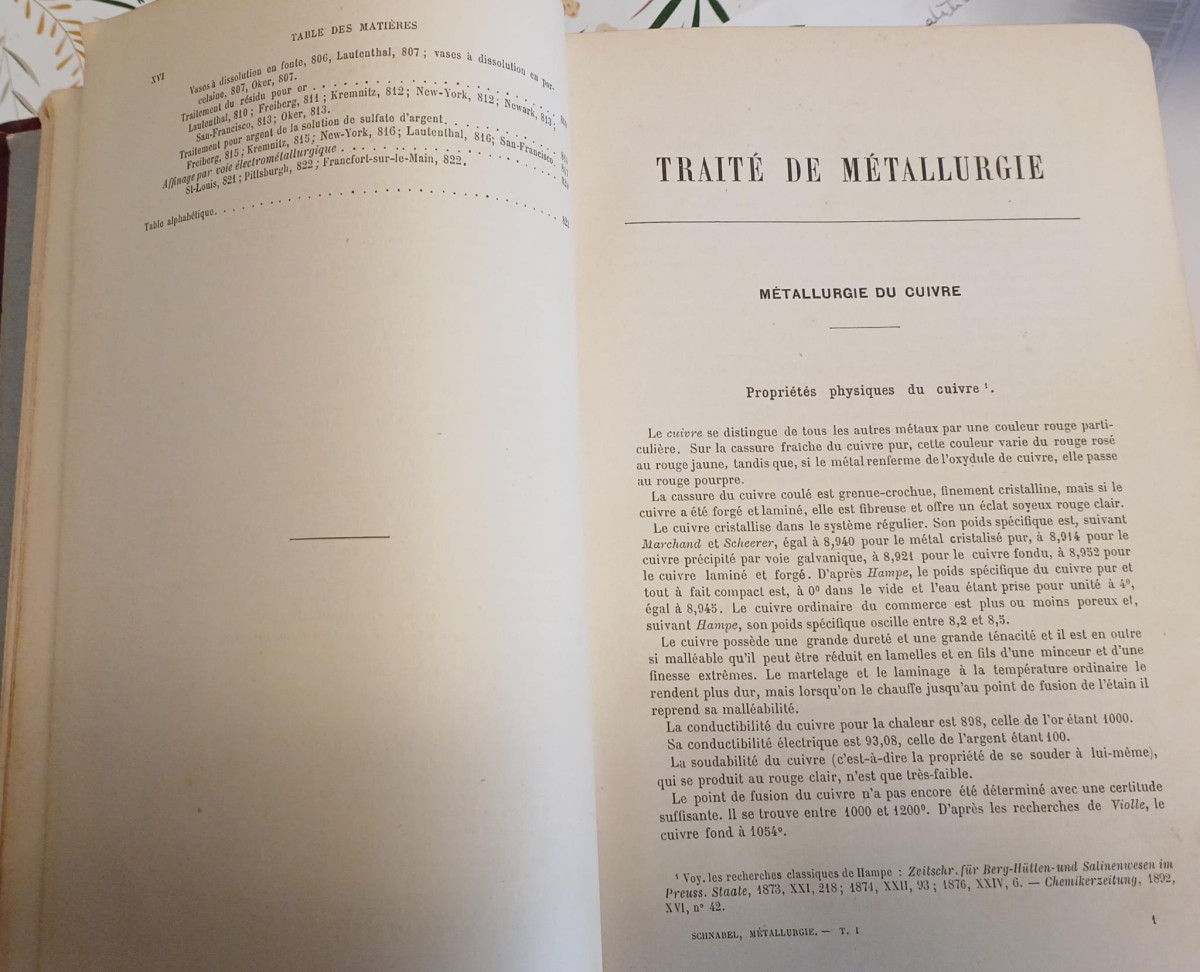 TABLE DES MATIÈRES
XVI
Vases à dissolution en fonte, 806, Lautenthal, 807 ; vases à dissolution en por-
celaine, 807, Oker, 807.
Traitement du résidu pour or . . . . . . . . . .
Lautenthal, 810 ; Freiberg, 811 ; Kremnitz, 812 ; New-York, 812 ; Newark, 813 ;
San-Francisco, 813 ; Oker, 813.
Traitement pour argent de la solution de sulfate d'argent. . . . . . . . . .
Freiberg, 815 ; Kremnitz, 815 ; New-York, 816 ; Lautenthal, 816 ; San-Francisco,
Affinage par voie électrométallurgique . . . . . . . . . .
St-Louis, 821 ; Pittsburgh, 822 ; Francfort-sur-le-Main, 822.
Table alphabétique. . . . . . . . . .
TRAITÉ DE MÉTALLURGIE
MÉTALLURGIE DU CUIVRE
Propriétés physiques du cuivre ¹.
Le cuivre se distingue de tous les autres métaux par une couleur rouge parti-
culière. Sur la cassure fraîche du cuivre pur, cette couleur varie du rouge rosé
au rouge jaune, tandis que, si le métal renferme de l'oxydule de cuivre, elle passe
au rouge pourpre.
La cassure du cuivre coulé est grenue-crochue, finement cristalline, mais si le
cuivre a été forgé et laminé, elle est fibreuse et offre un éclat soyeux rouge clair.
Le cuivre cristallise dans le système régulier. Son poids spécifique est, suivant
Marchand et Scheerer, égal à 8,940 pour le métal cristalisé pur, à 8,914 pour le
cuivre précipité par voie galvanique, à 8,921 pour le cuivre fondu, à 8,952 pour
le cuivre laminé et forgé. D'après Hampe, le poids spécifique du cuivre pur et
tout à fait compact est, à 0° dans le vide et l'eau étant prise pour unité à 4°,
égal à 8,945. Le cuivre ordinaire du commerce est plus ou moins poreux et,
suivant Hampe, son poids spécifique oscille entre 8,2 et 8,5.
Le cuivre possède une grande dureté et une grande ténacité et il est en outre
si malléable qu'il peut être réduit en lamelles et en fils d'une minceur et d'une
finesse extrêmes. Le martelage et le laminage à la température ordinaire le
rendent plus dur, mais lorsqu'on le chauffe jusqu'au point de fusion de l'étain il
reprend sa malléabilité.
La conductibilité du cuivre pour la chaleur est 898, celle de l'or étant 1000.
Sa conductibilité électrique est 93,08, celle de l'argent étant 100.
La soudabilité du cuivre (c'est-à-dire la propriété de se souder à lui-même),
qui se produit au rouge clair, n'est que très-faible.
Le point de fusion du cuivre n'a pas encore été déterminé avec une certitude
suffisante. Il se trouve entre 1000 et 1200°. D'après les recherches de Violle, le
cuivre fond à 1054°.
¹ Voy. les recherches classiques de Hampe : Zeitschr. für Berg-Hütten-und Salinenwesen im
Preuss. Staate, 1873, XXI, 218 ; 1874, XXII, 93 ; 1876, XXIV, 6. — Chemikerzeitung, 1892,
XVI, n° 42.
SCHNABEL, MÉTALLURGIE. — T. I
1